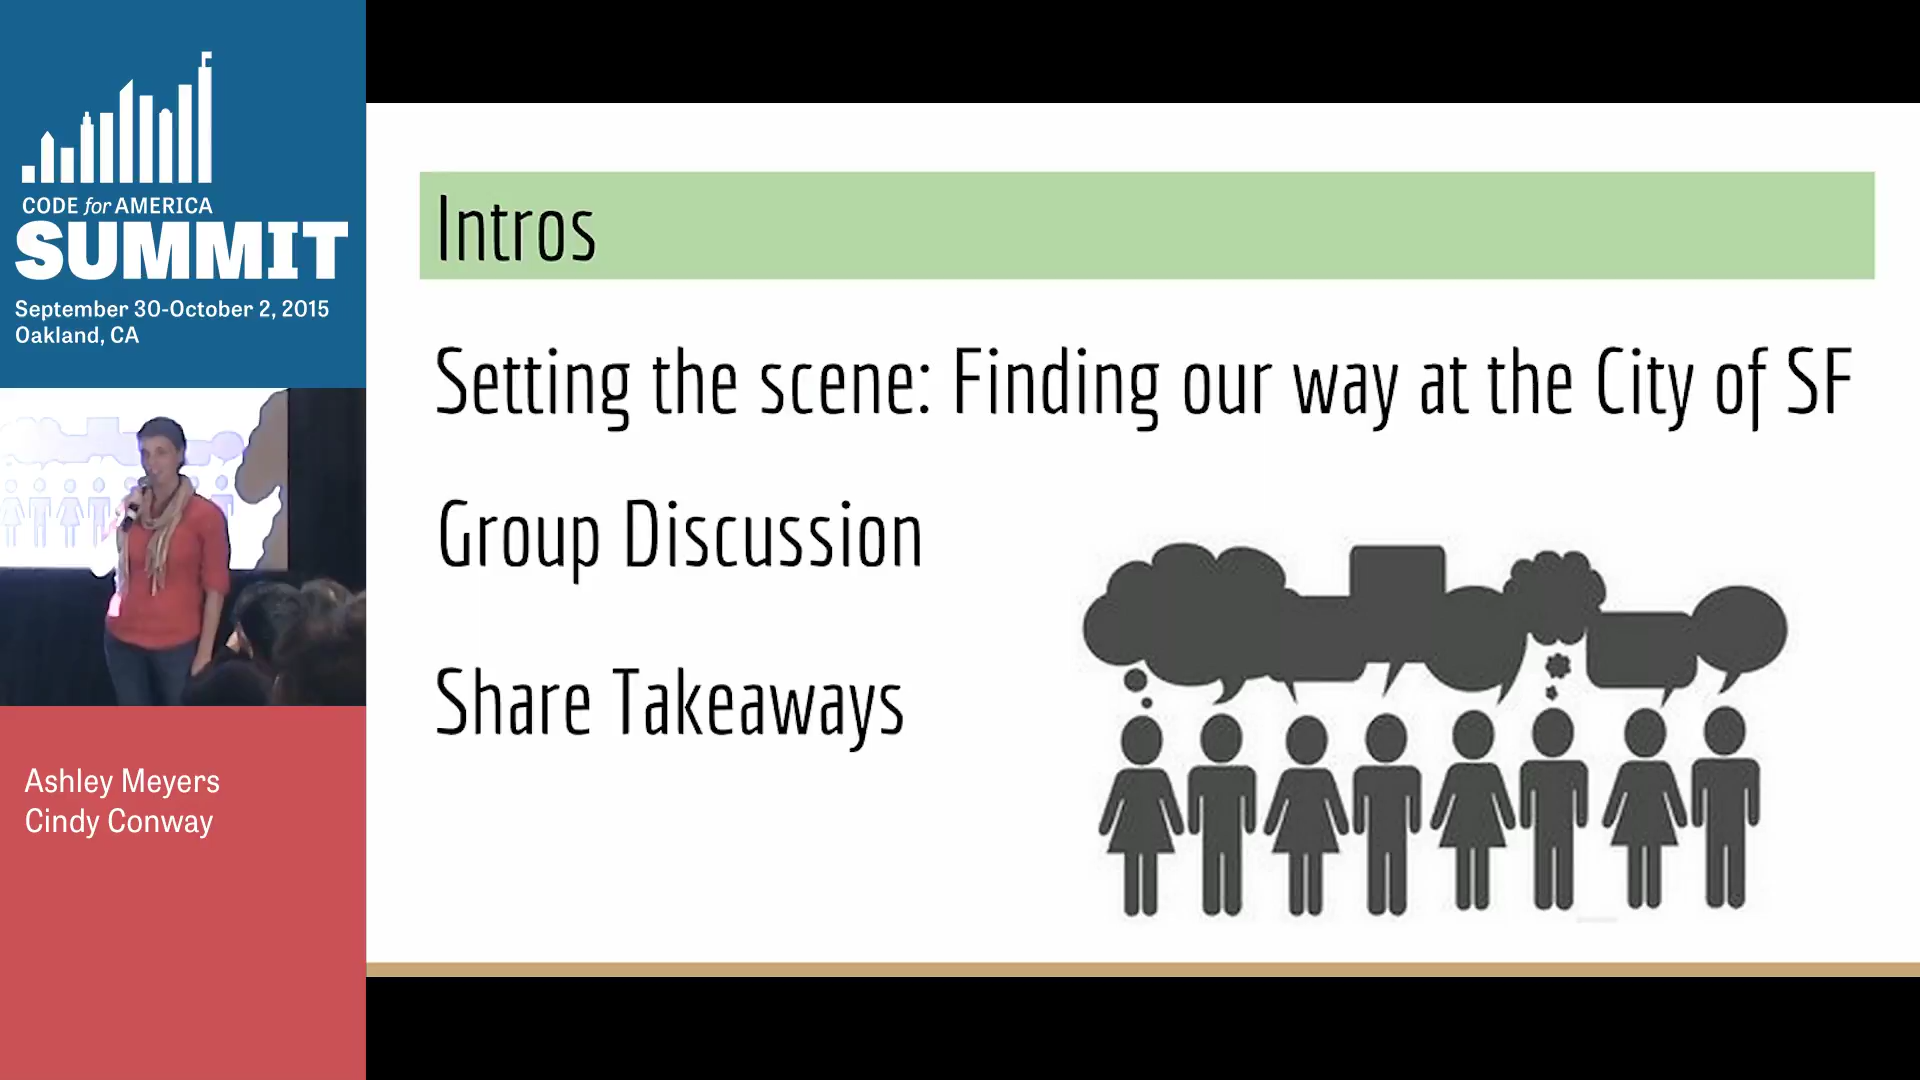 CODE for AMERICA
SUMMIT
September 30-October 2, 2015
Oakland, CA
Ashley Meyers
Cindy Conway
Intros
Setting the scene: Finding our way at the City of SF
Group Discussion
Share Takeaways